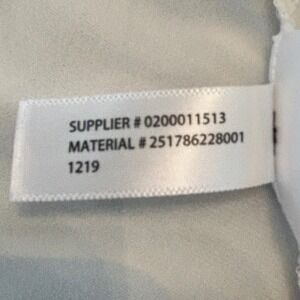 SUPPLIER # 0200011513
MATERIAL # 251786228001
1219